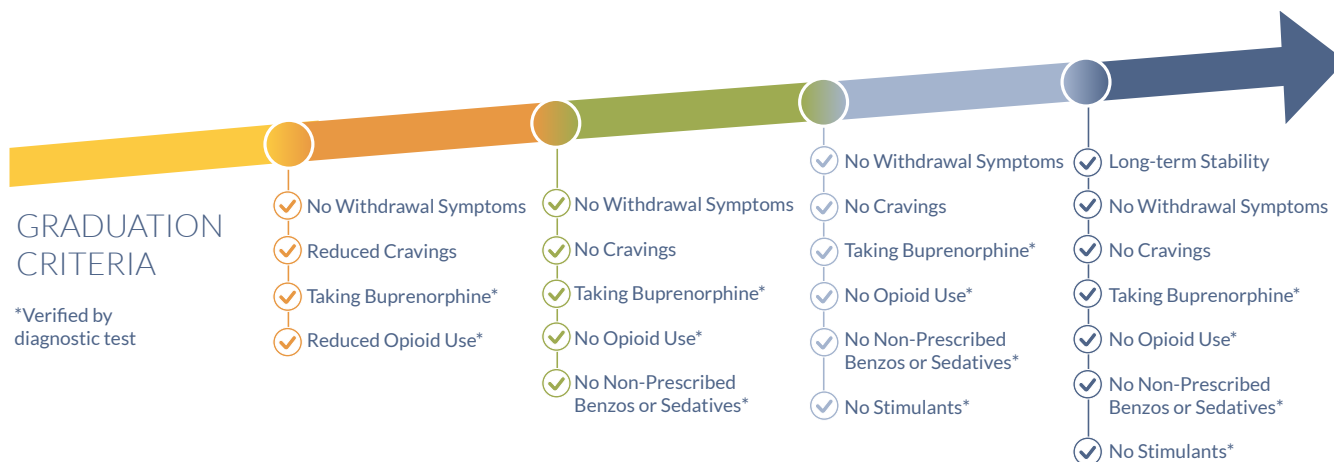 GRADUATION
CRITERIA
*Verified by
diagnostic test
No Withdrawal Symptoms
Reduced Cravings
Taking Buprenorphine*
Reduced Opioid Use*
No Withdrawal Symptoms
No Cravings
Taking Buprenorphine*
No Opioid Use*
No Non-Prescribed
Benzos or Sedatives*
No Withdrawal Symptoms
No Cravings
Taking Buprenorphine*
No Opioid Use*
No Non-Prescribed
Benzos or Sedatives*
No Stimulants*
Long-term Stability
No Withdrawal Symptoms
No Cravings
Taking Buprenorphine*
No Opioid Use*
No Non-Prescribed
Benzos or Sedatives*
No Stimulants*